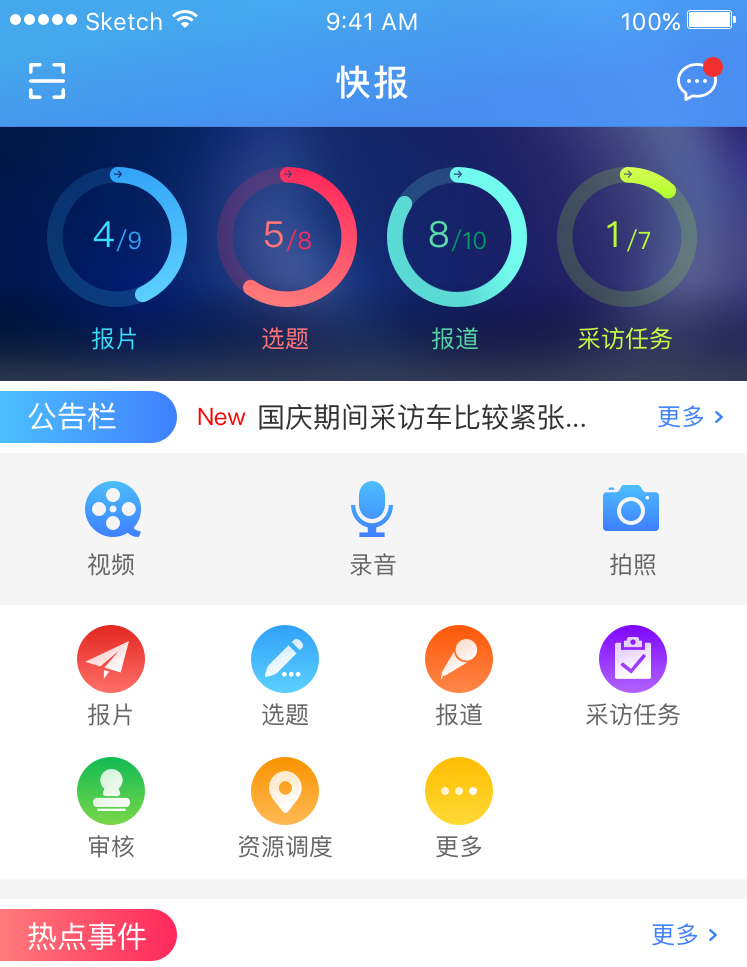 Sketch 9:41 AM 100%
快报
4/9 5/8 8/10 1/7
报片 选题 报道 采访任务
公告栏 New 国庆期间采访车比较紧张... 更多
视频 录音 拍照
报片 选题 报道 采访任务
审核 资源调度 更多
热点事件 更多